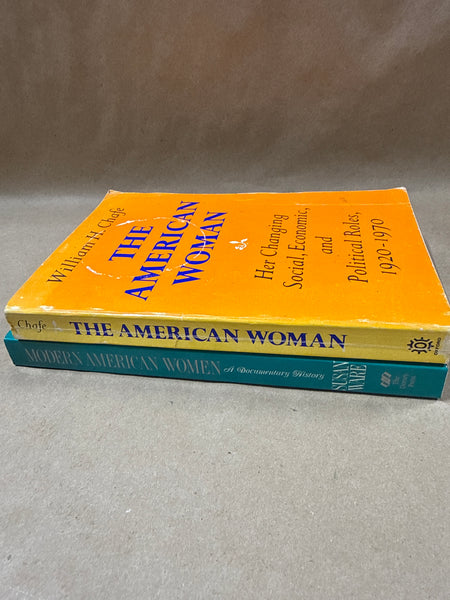 William H. Chafe
THE
AMERICAN
WOMAN
Her Changing
Social, Economic,
and
Political Roles,
1920-1970
Chafe
THE AMERICAN WOMAN
OXFORD
MODERN AMERICAN WOMEN
A Documentary History
SUSAN
WARE
The
Dorsey
Press